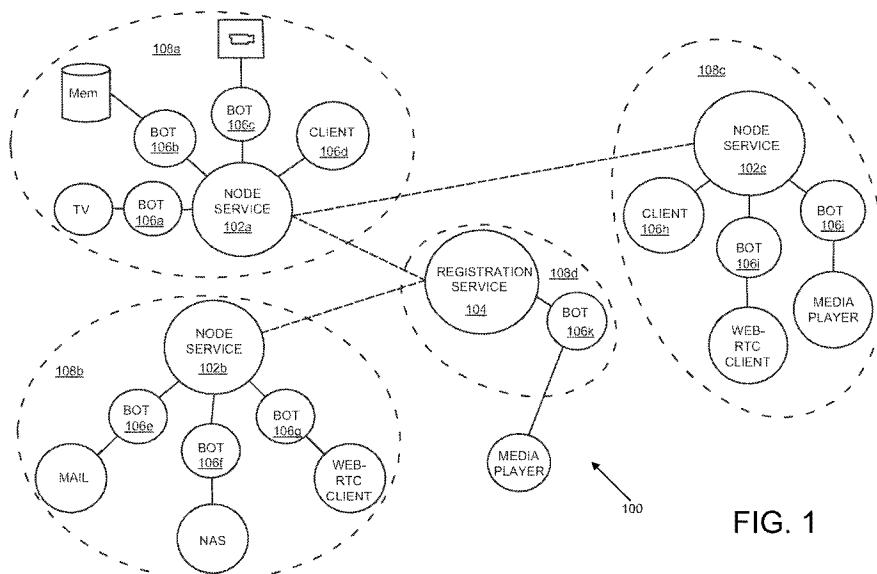 108a
Mem
BOT
106c
BOT
106b
CLIENT
106d
TV
BOT
106a
NODE
SERVICE
102a
108c
NODE
SERVICE
102c
CLIENT
106h
BOT
106i
BOT
106j
WEB-
RTC
CLIENT
MEDIA
PLAYER
REGISTRATION
SERVICE
104
108d
BOT
106k
MEDIA
PLAYER
NODE
SERVICE
102b
108b
BOT
106e
BOT
106f
BOT
106g
MAIL
NAS
WEB-
RTC
CLIENT
100
FIG. 1